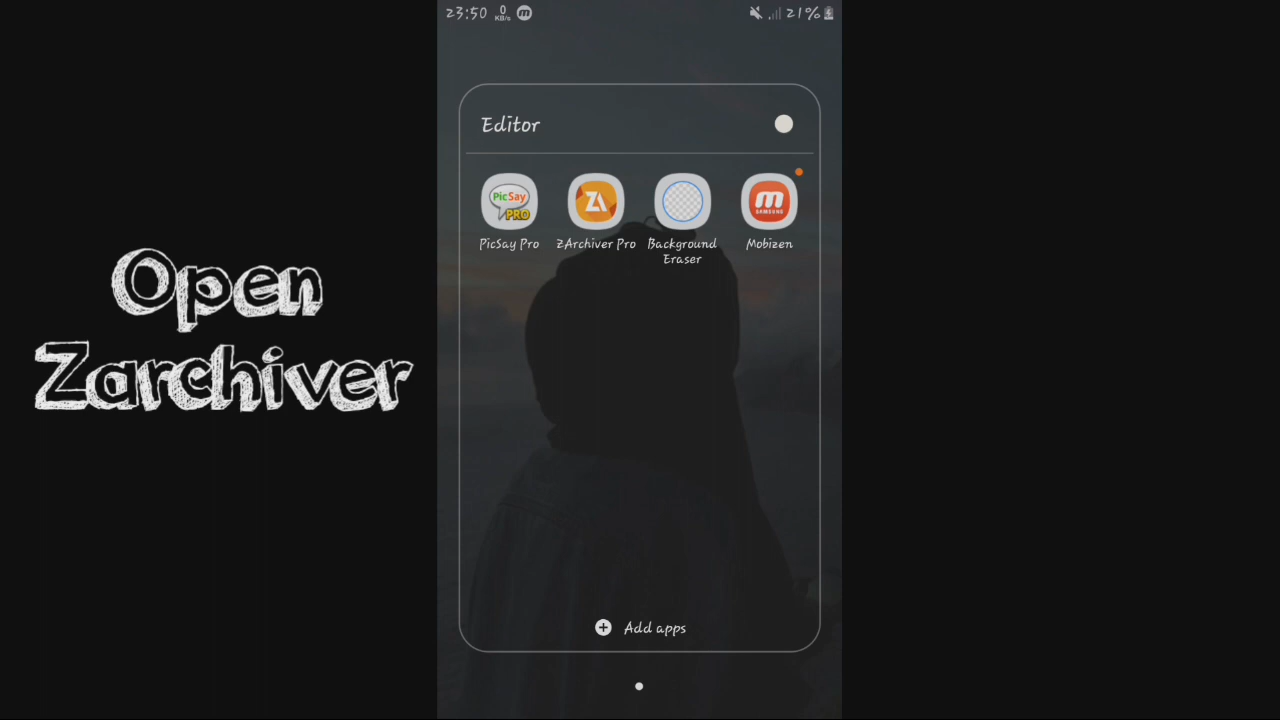 23:50 0 KB/s m 21%
Editor
PicSay PRO
ZA
m SAMSUNG
PicSay Pro ZArchiver Pro Background Eraser Mobizen
Open
Zarchiver
Add apps